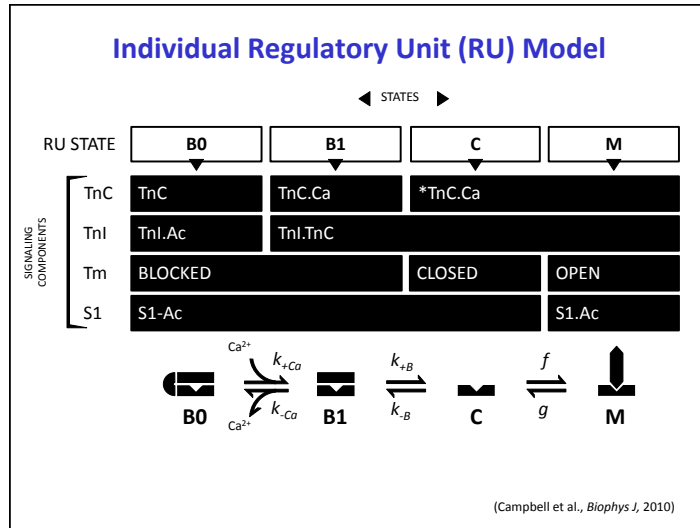 Individual Regulatory Unit (RU) Model
◄ STATES ►
RU STATE B0 B1 C M
SIGNALING COMPONENTS
TnC TnC TnC.Ca *TnC.Ca
TnI TnI.Ac TnI.TnC
Tm BLOCKED CLOSED OPEN
S1 S1-Ac S1.Ac
Ca²⁺ k₊Ca k₊B f
Ca²⁺ k₋Ca k₋B g
B0 B1 C M
(Campbell et al., Biophys J, 2010)